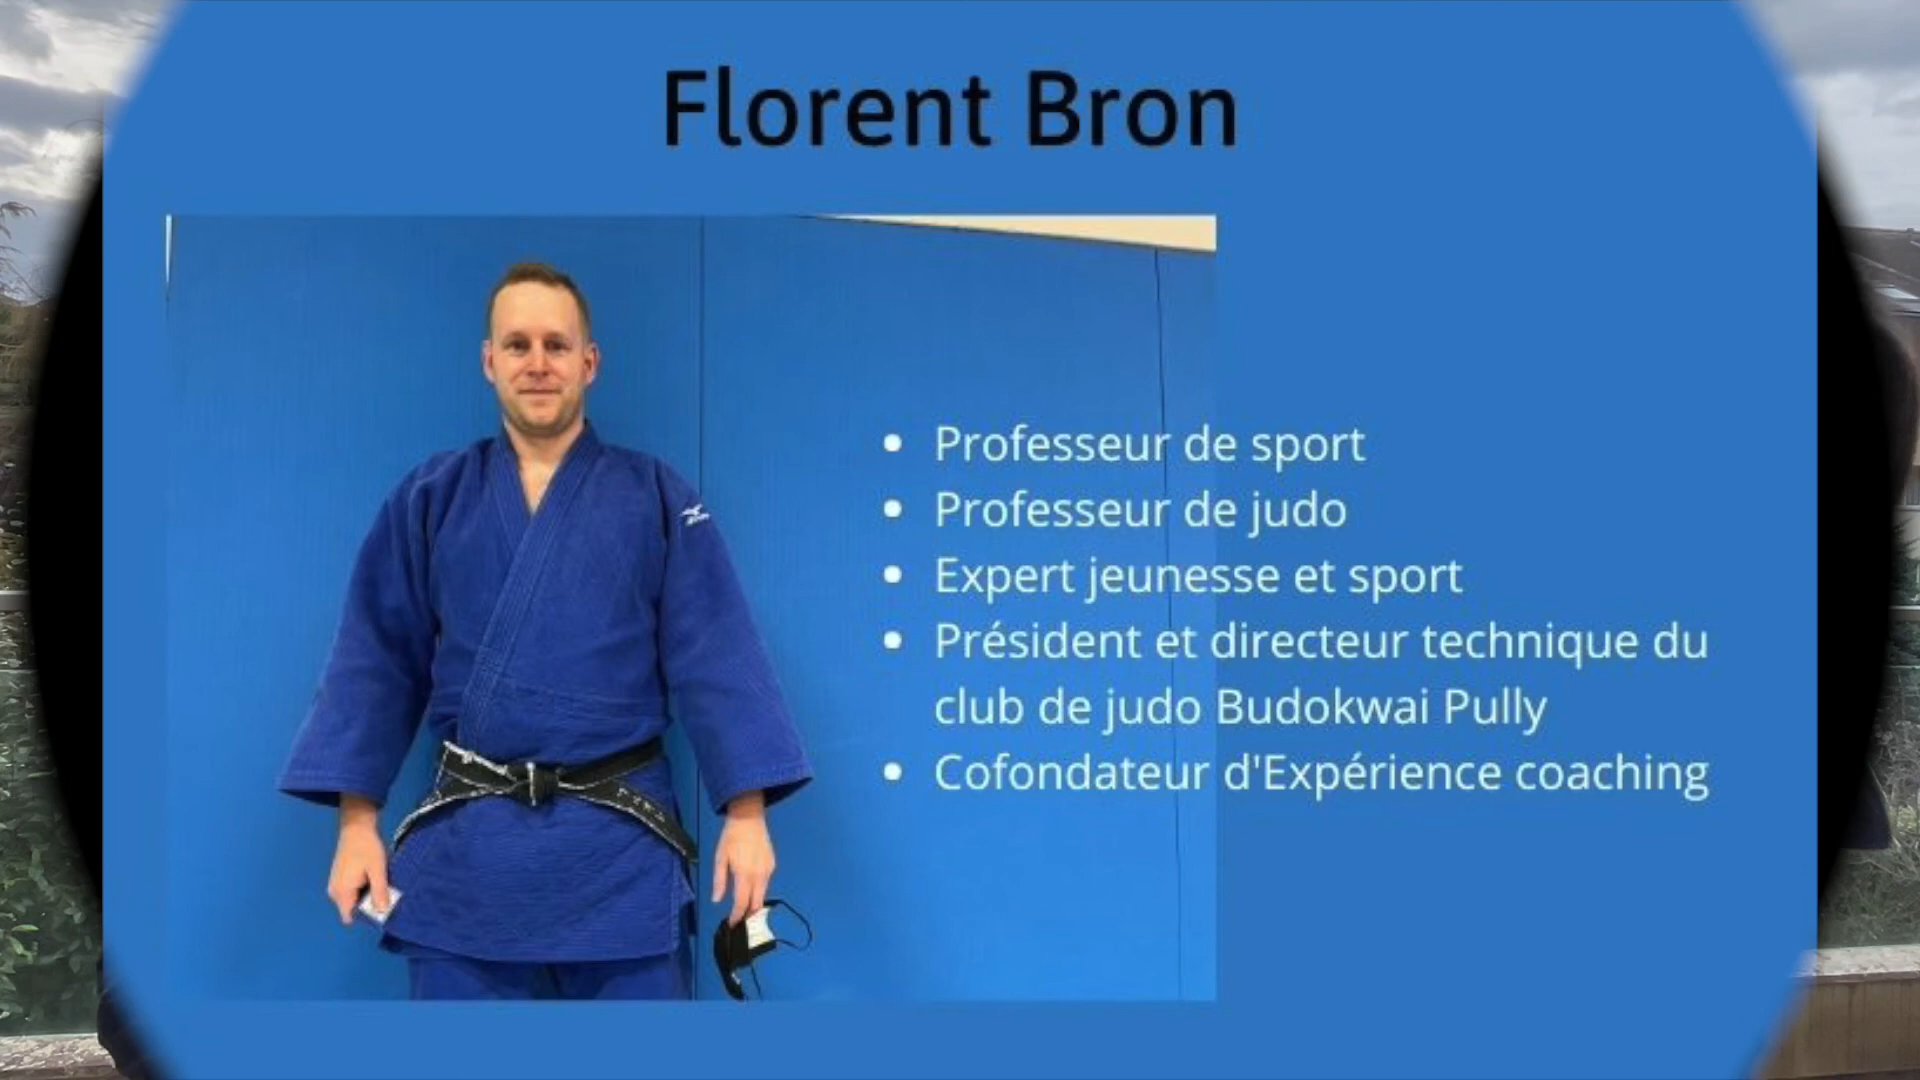 Florent Bron
• Professeur de sport
• Professeur de judo
• Expert jeunesse et sport
• Président et directeur technique du
club de judo Budokwai Pully
• Cofondateur d'Expérience coaching